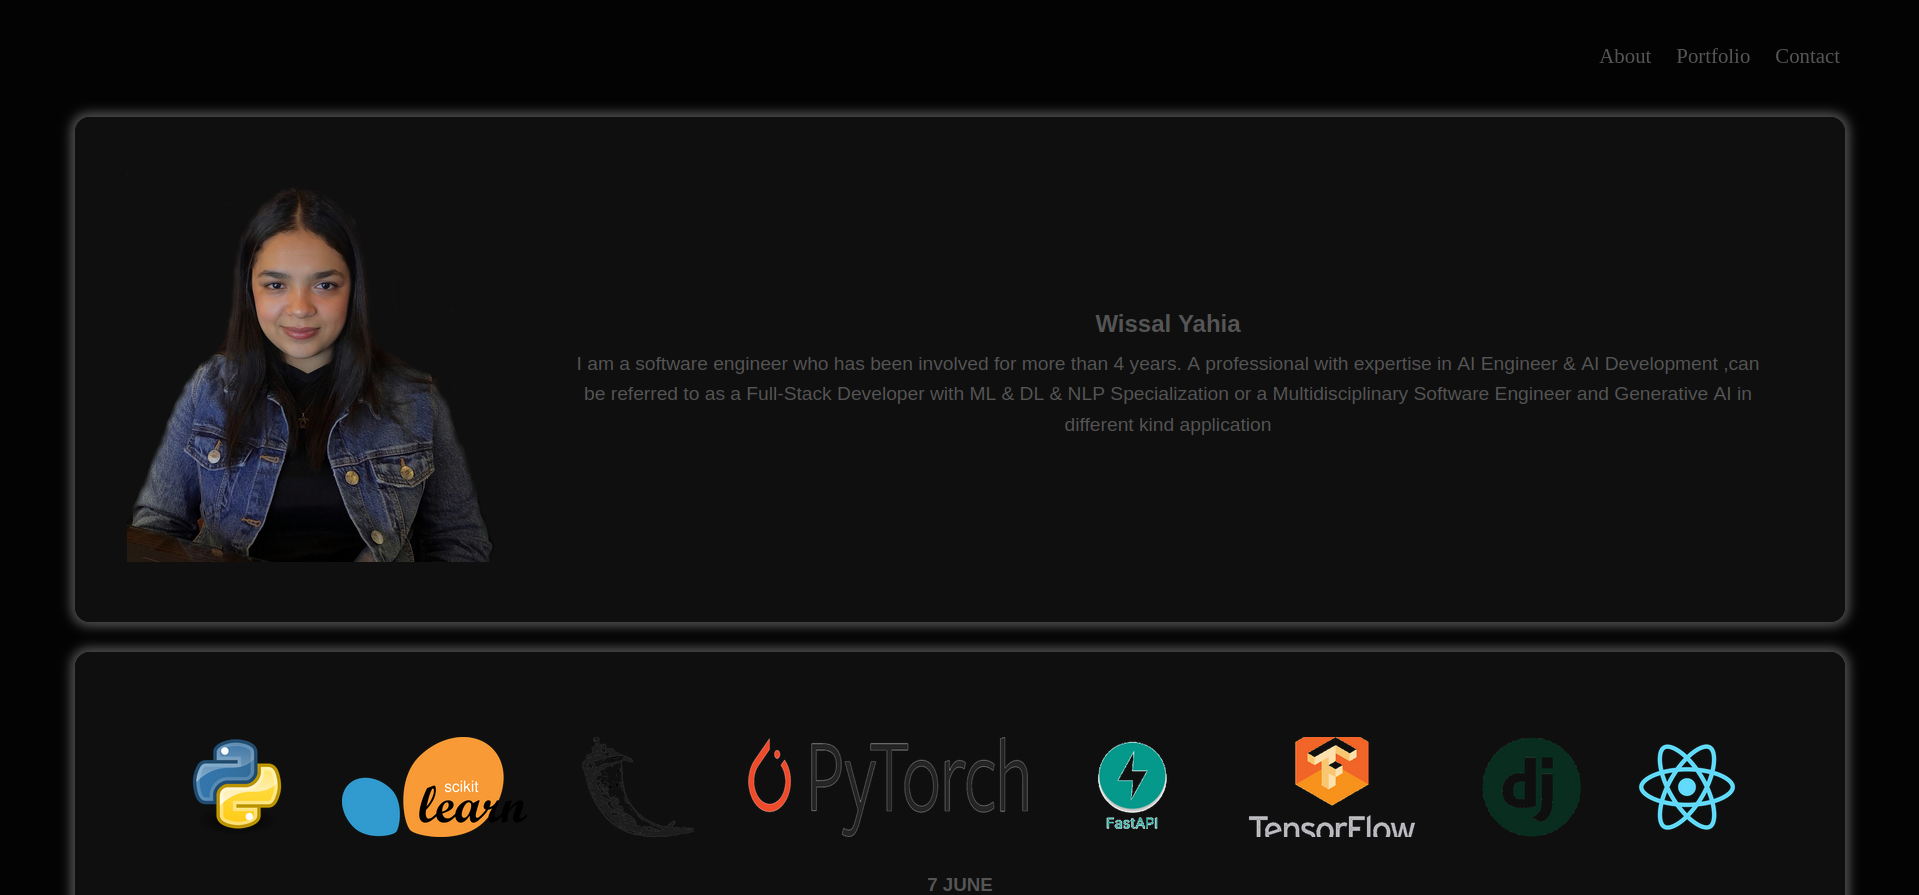 About Portfolio Contact
Wissal Yahia
I am a software engineer who has been involved for more than 4 years. A professional with expertise in AI Engineer & AI Development ,can
be referred to as a Full-Stack Developer with ML & DL & NLP Specialization or a Multidisciplinary Software Engineer and Generative AI in
different kind application
scikit
learn
PyTorch
FastAPI
TensorFlow
dj
7 JUNE